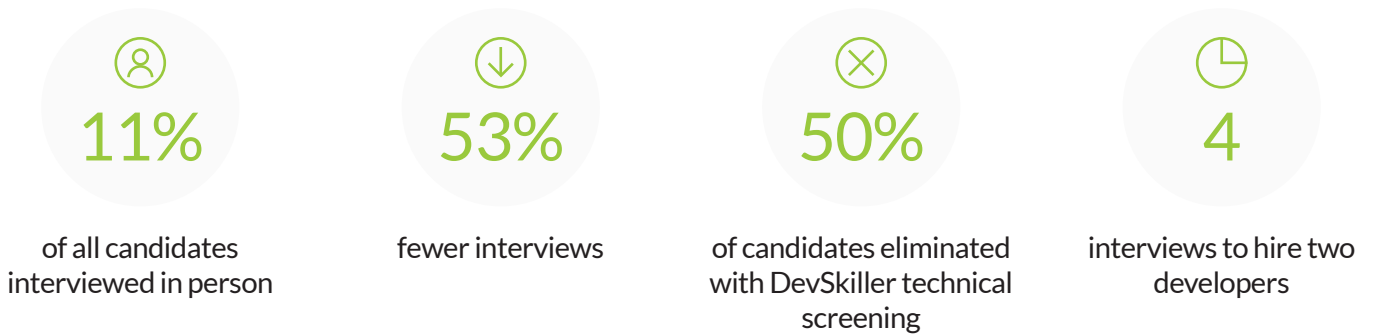 11%
of all candidates
interviewed in person
53%
fewer interviews
50%
of candidates eliminated
with DevSkiller technical
screening
4
interviews to hire two
developers